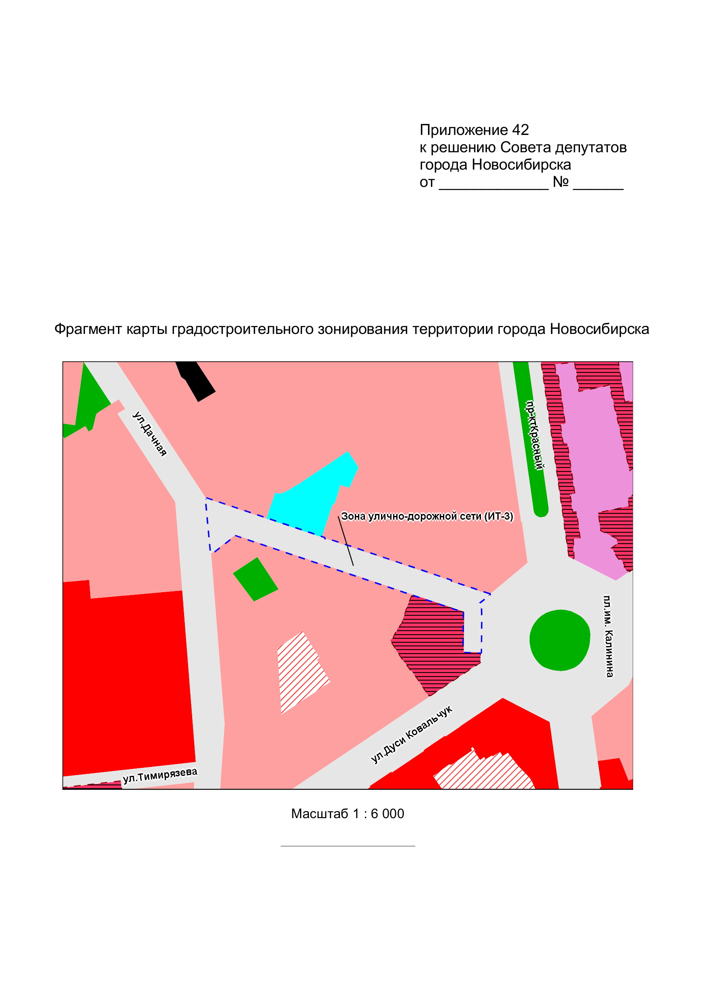 Приложение 42
к решению Совета депутатов
города Новосибирска
от _____________ № ______
Фрагмент карты градостроительного зонирования территории города Новосибирска
ул.Дачная
пр-ктКрасный
Зона улично-дорожной сети (ИТ-3)
пл.им. Калинина
ул.Дуси Ковальчук
ул.Тимирязева
Масштаб 1 : 6 000